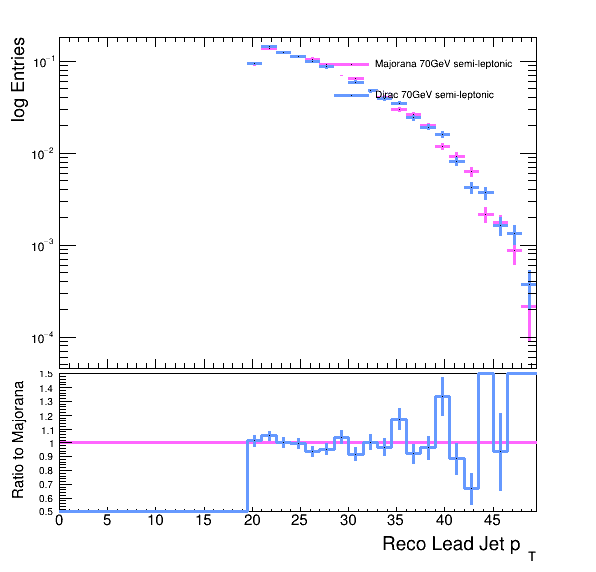 log Entries
10⁻¹
10⁻²
10⁻³
10⁻⁴
Majorana 70GeV semi-leptonic
Dirac 70GeV semi-leptonic
Ratio to Majorana
1.5
1.4
1.3
1.2
1.1
1
0.9
0.8
0.7
0.6
0.5
0 5 10 15 20 25 30 35 40 45
Reco Lead Jet p
T